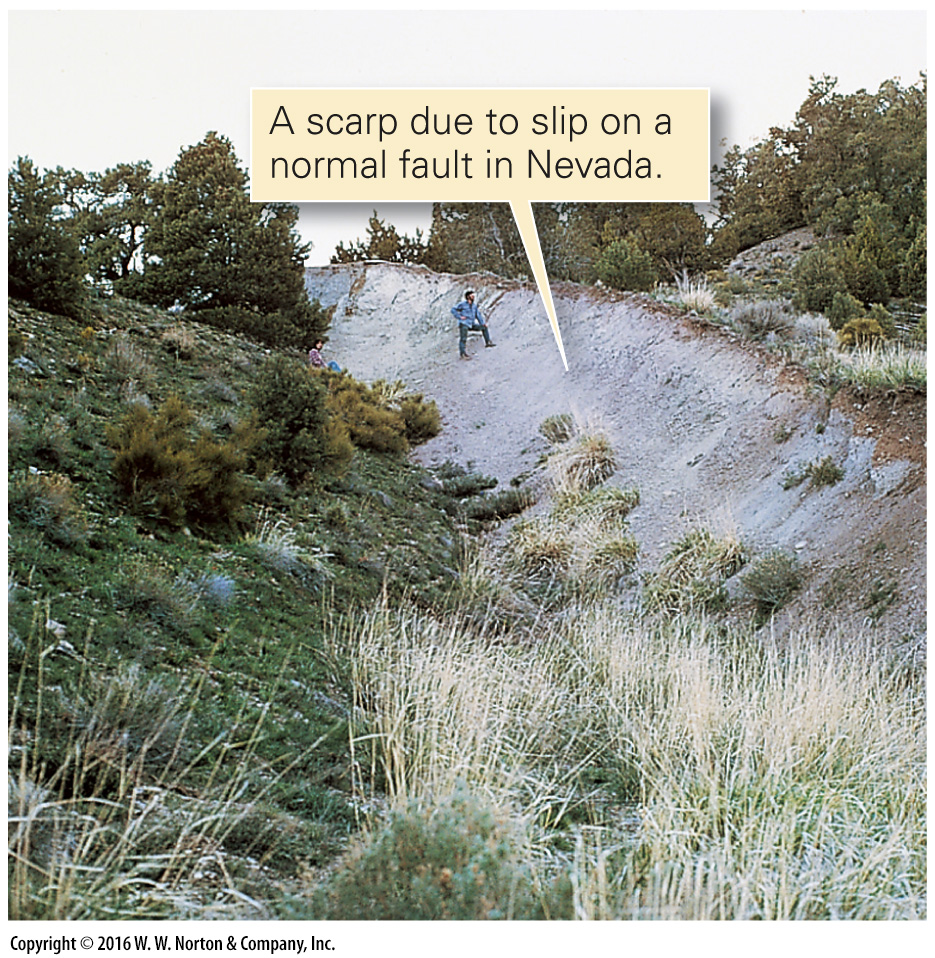 A scarp due to slip on a
normal fault in Nevada.
Copyright © 2016 W. W. Norton & Company, Inc.